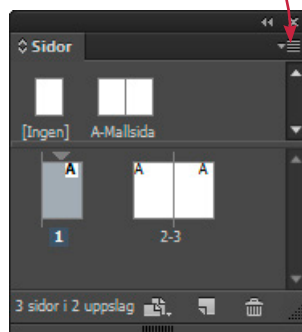 Sidor
[Ingen] A-Mallsida
A A A
1 2-3
3 sidor i 2 uppslag